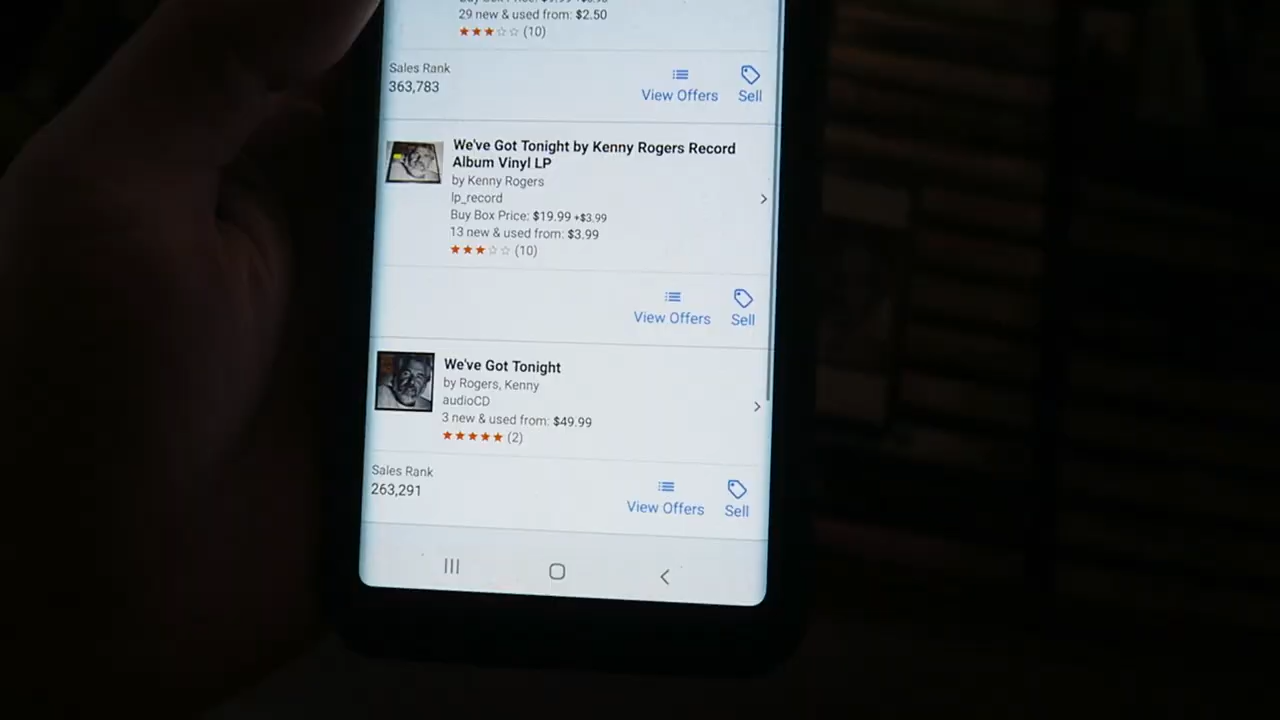 29 new & used from: $2.50
(10)
Sales Rank
363,783
View Offers
Sell
We've Got Tonight by Kenny Rogers Record
Album Vinyl LP
by Kenny Rogers
lp_record
Buy Box Price: $19.99 +$3.99
13 new & used from: $3.99
(10)
View Offers
Sell
We've Got Tonight
by Rogers, Kenny
audioCD
3 new & used from: $49.99
(2)
Sales Rank
263,291
View Offers
Sell